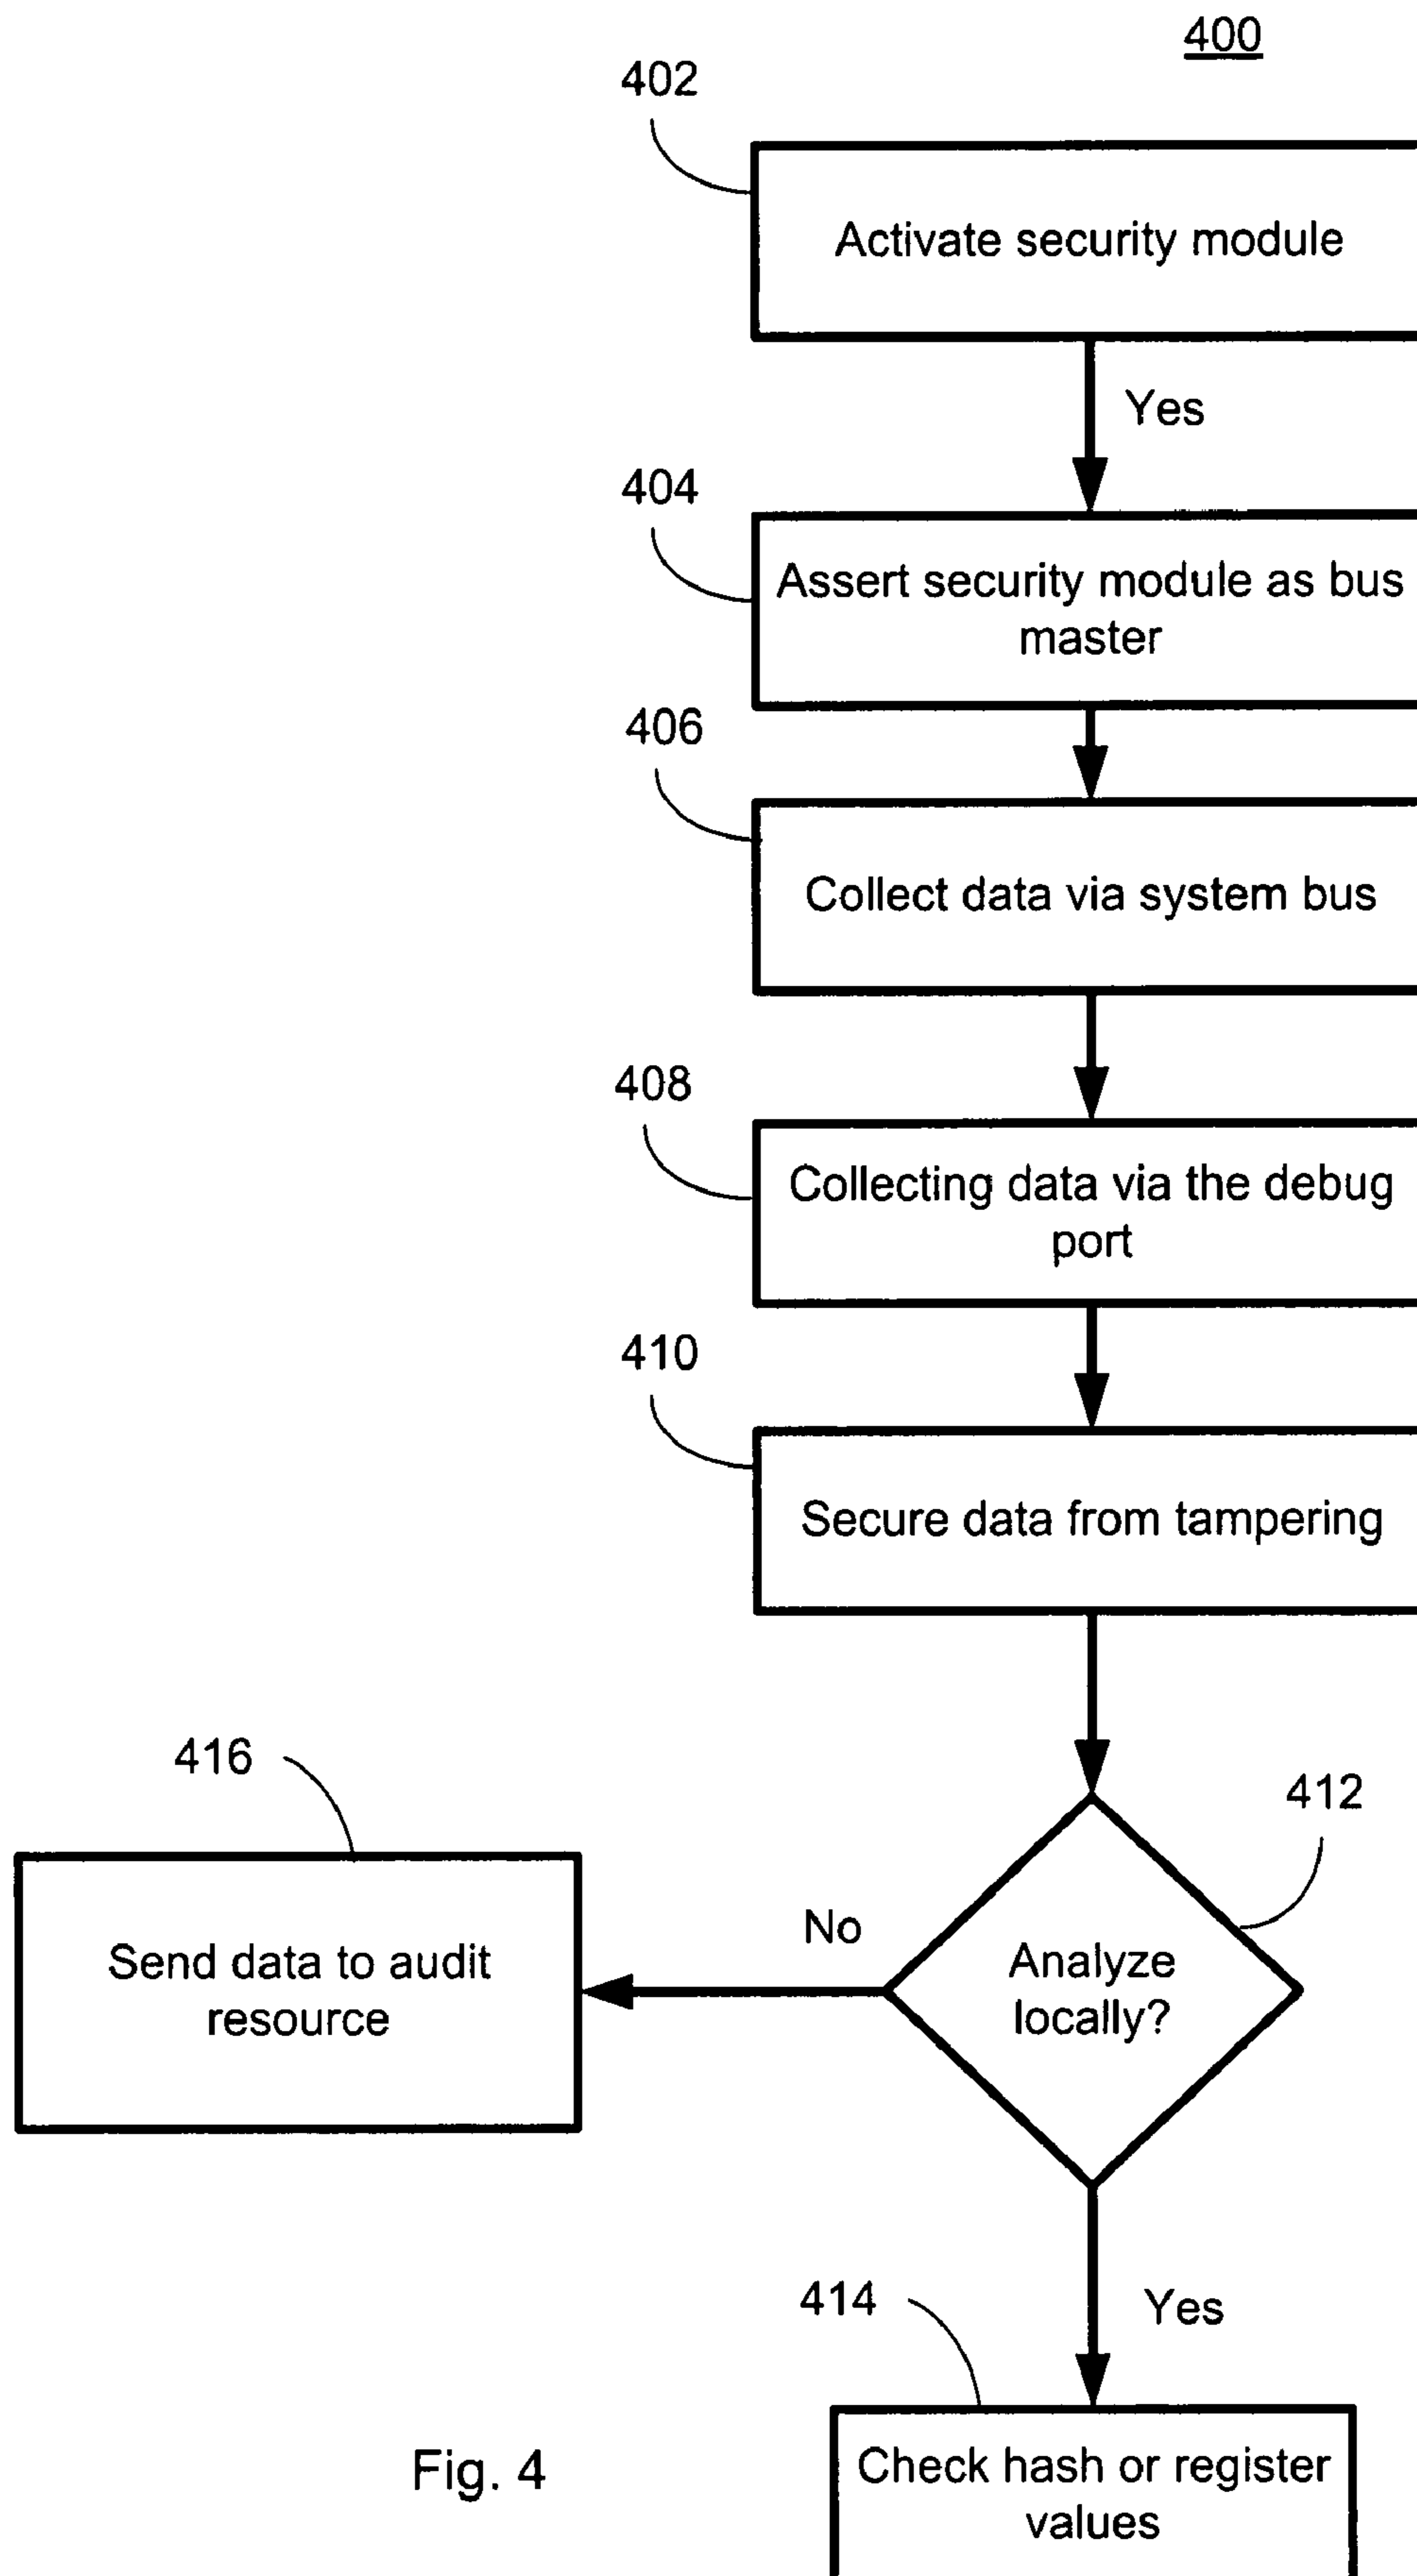 400
402
Activate security module
Yes
404
Assert security module as bus
master
406
Collect data via system bus
408
Collecting data via the debug
port
410
Secure data from tampering
416
412
Send data to audit
resource
No
Analyze
locally?
414
Yes
Check hash or register
values
Fig. 4